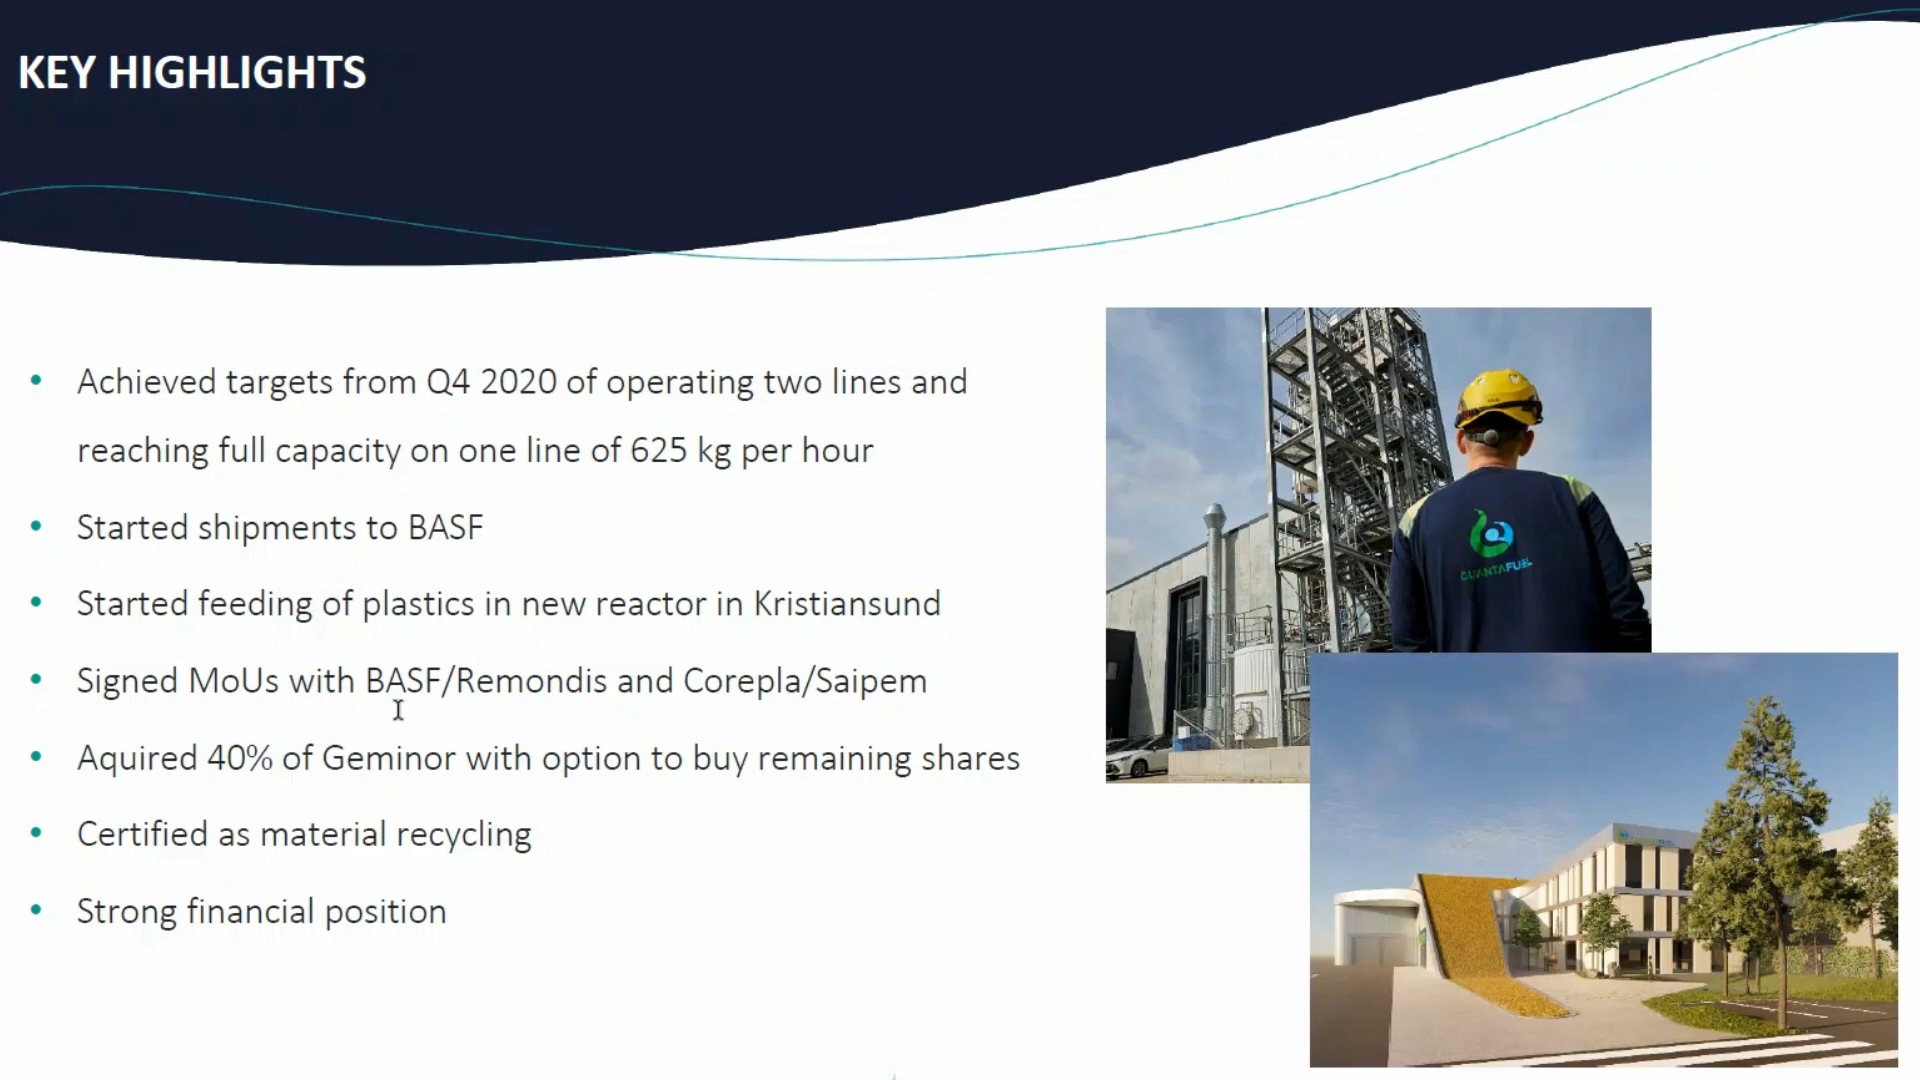 KEY HIGHLIGHTS
• Achieved targets from Q4 2020 of operating two lines and
reaching full capacity on one line of 625 kg per hour
• Started shipments to BASF
• Started feeding of plastics in new reactor in Kristiansund
• Signed MoUs with BASF/Remondis and Corepla/Saipem
• Aquired 40% of Geminor with option to buy remaining shares
• Certified as material recycling
• Strong financial position
QUANTAFUEL